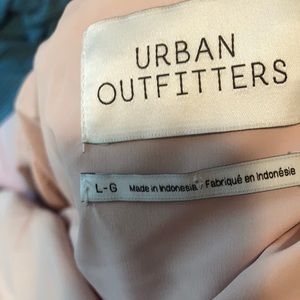 URBAN
OUTFITTERS
L-G Made in Indonesia / Fabriqué en Indonésie